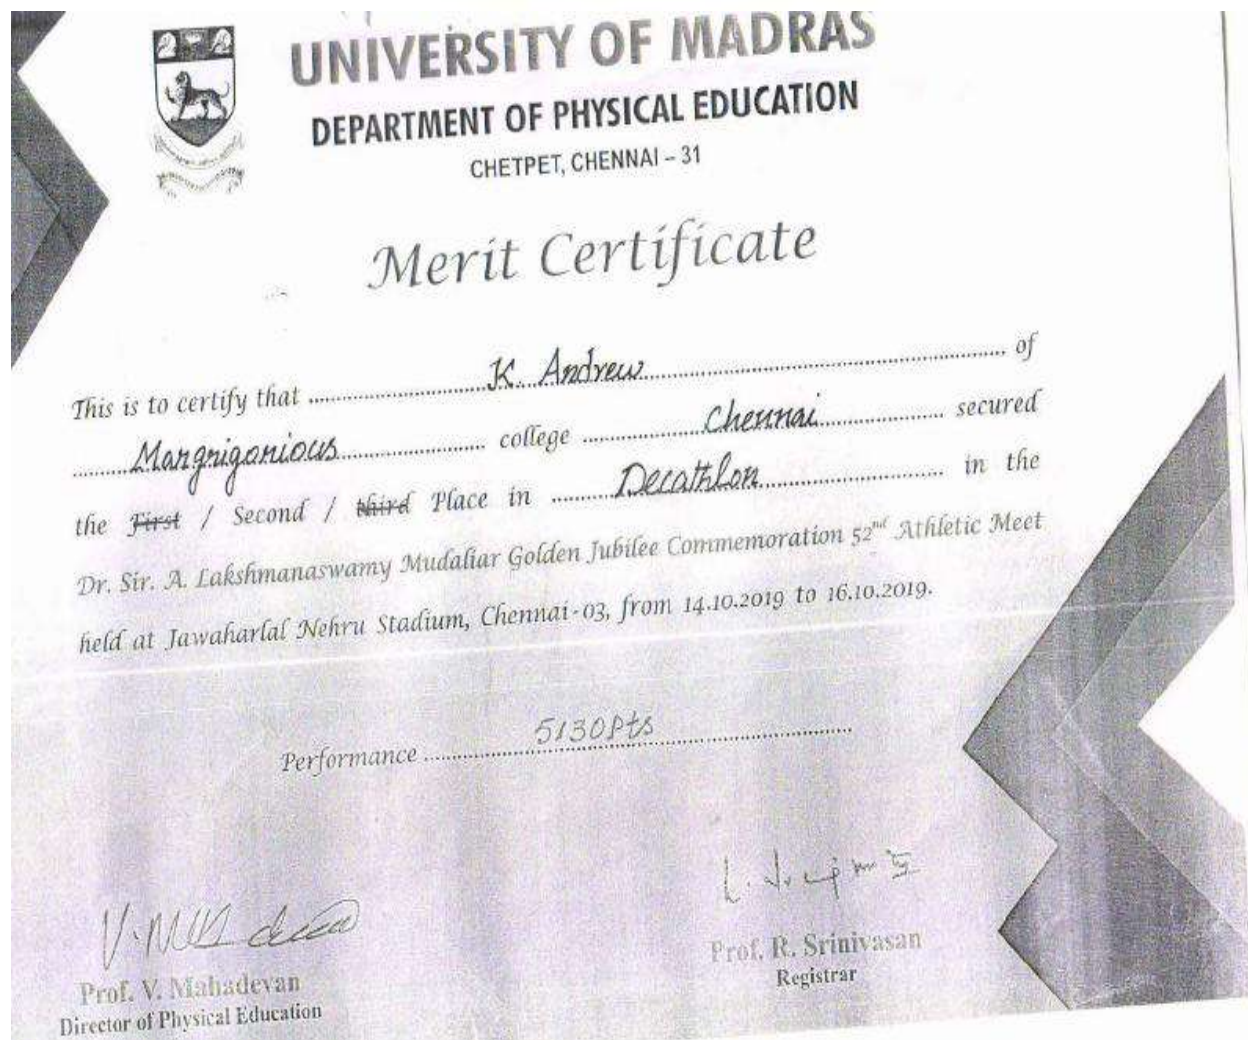 UNIVERSITY OF MADRAS
DEPARTMENT OF PHYSICAL EDUCATION
CHETPET, CHENNAI – 31
Merit Certificate
This is to certify that K. Andrew of
Margrigonious college Chennai secured
the First / Second / third Place in Decathlon in the
Dr. Sir. A. Lakshmanaswamy Mudaliar Golden Jubilee Commemoration 52nd Athletic Meet
held at Jawaharlal Nehru Stadium, Chennai-03, from 14.10.2019 to 16.10.2019.
Performance 5130Pts
Prof. V. Mahadevan
Director of Physical Education
Prof. R. Srinivasan
Registrar